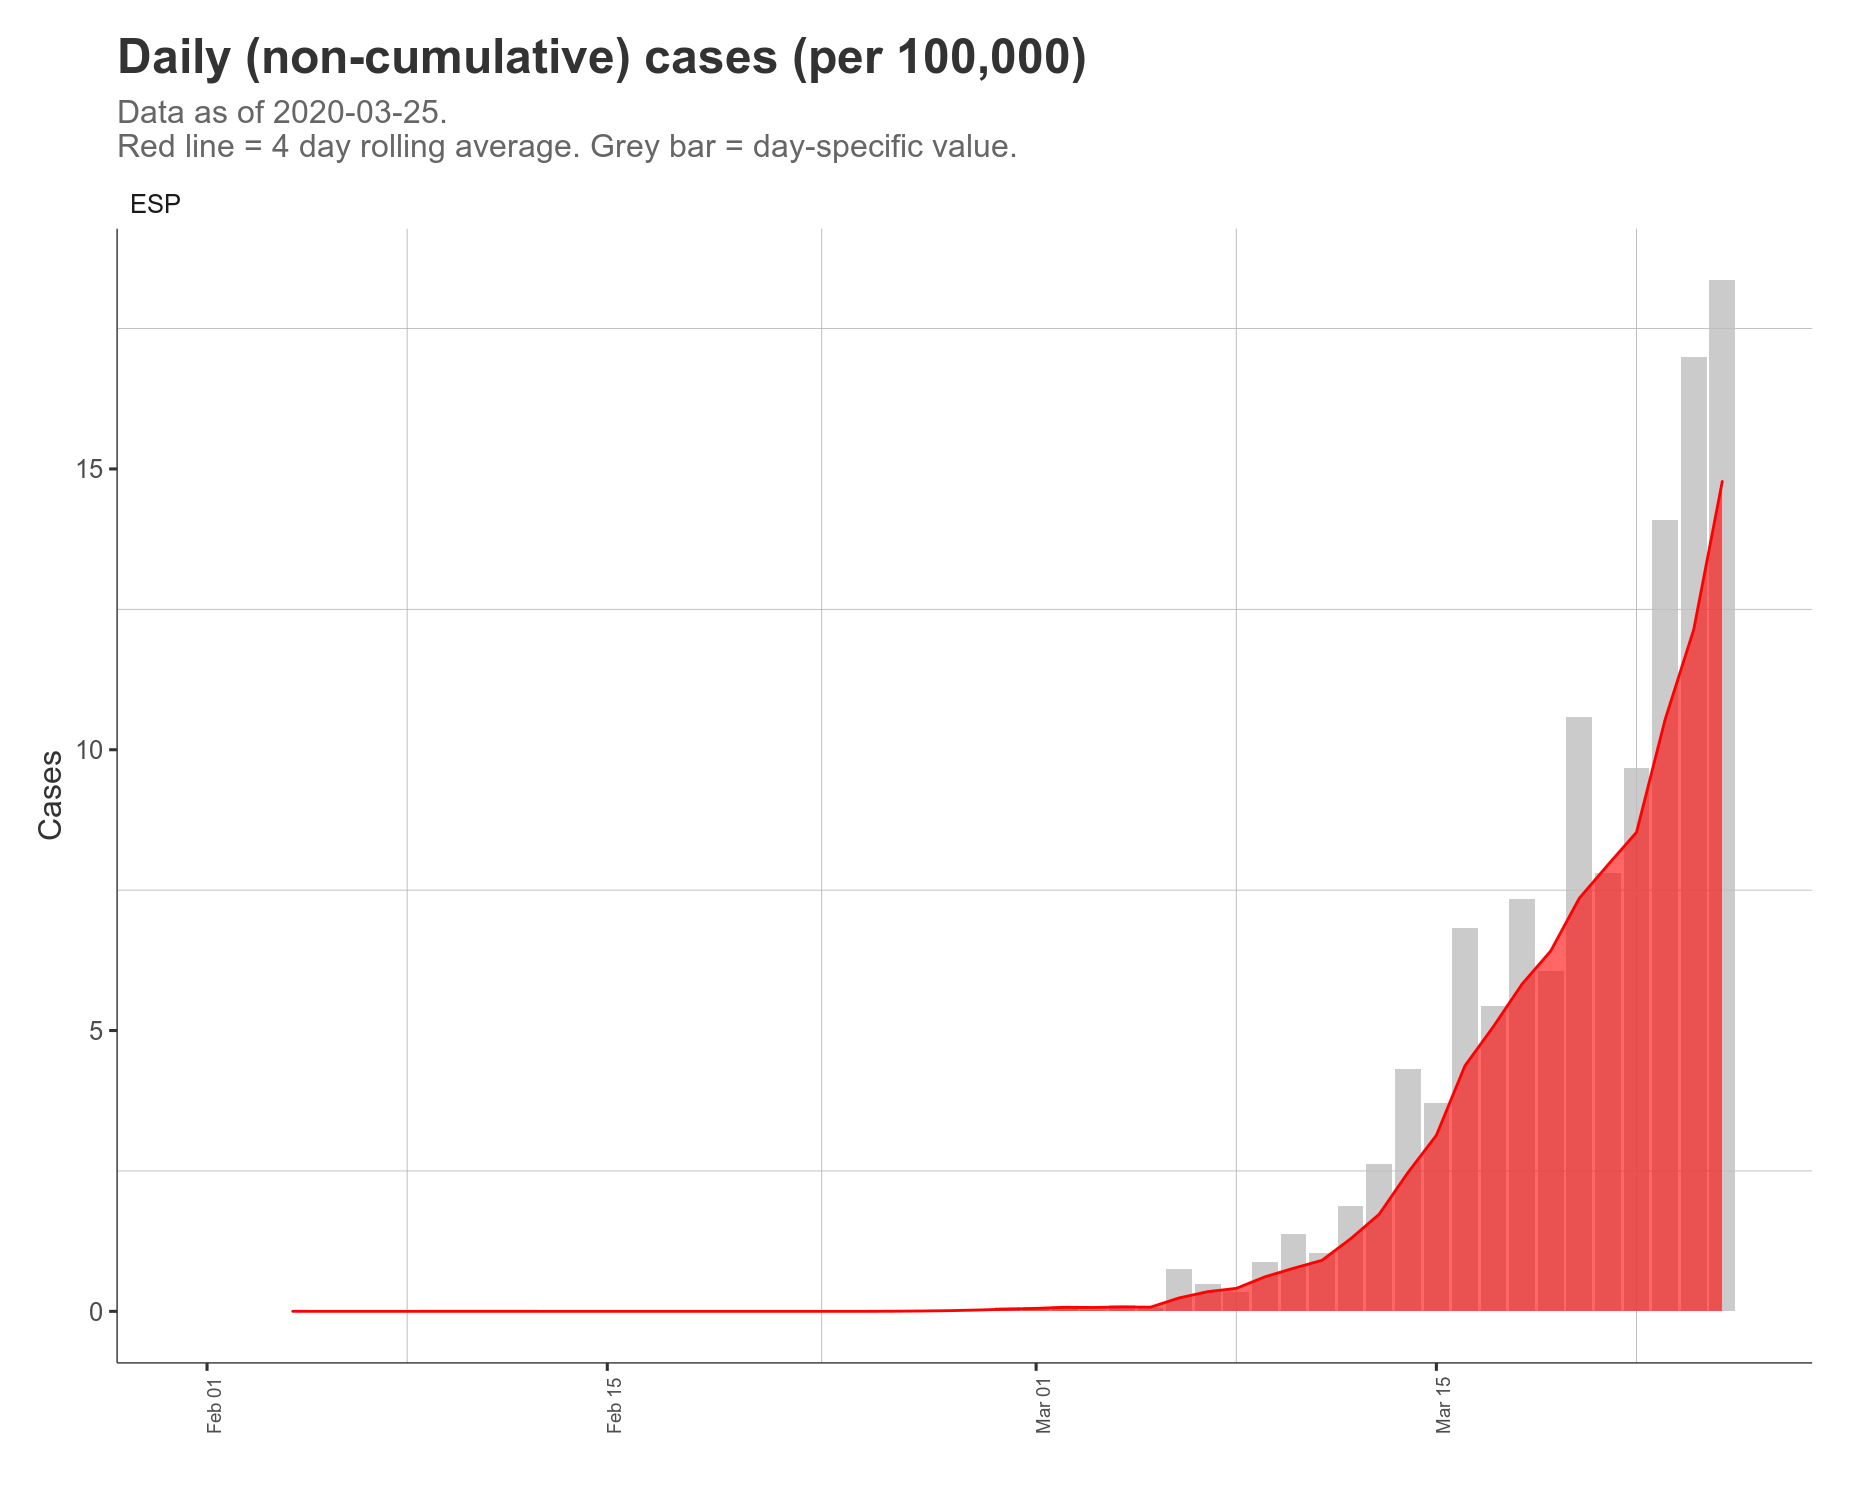 Daily (non-cumulative) cases (per 100,000)
Data as of 2020-03-25.
Red line = 4 day rolling average. Grey bar = day-specific value.
ESP
15
10
5
0
Cases
Feb 01
Feb 15
Mar 01
Mar 15